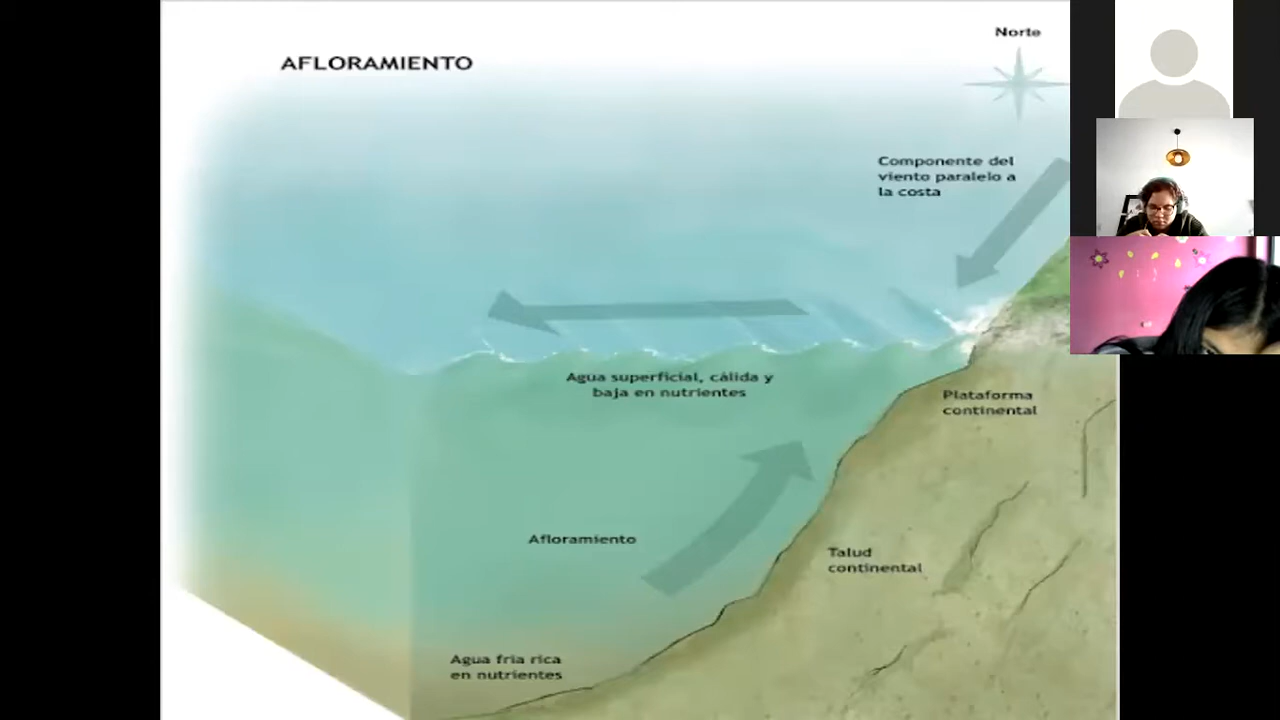 Norte
AFLORAMIENTO
Componente del
viento paralelo a
la costa
Agua superficial, cálida y
baja en nutrientes
Plataforma
continental
Afloramiento
Talud
continental
Agua fría rica
en nutrientes